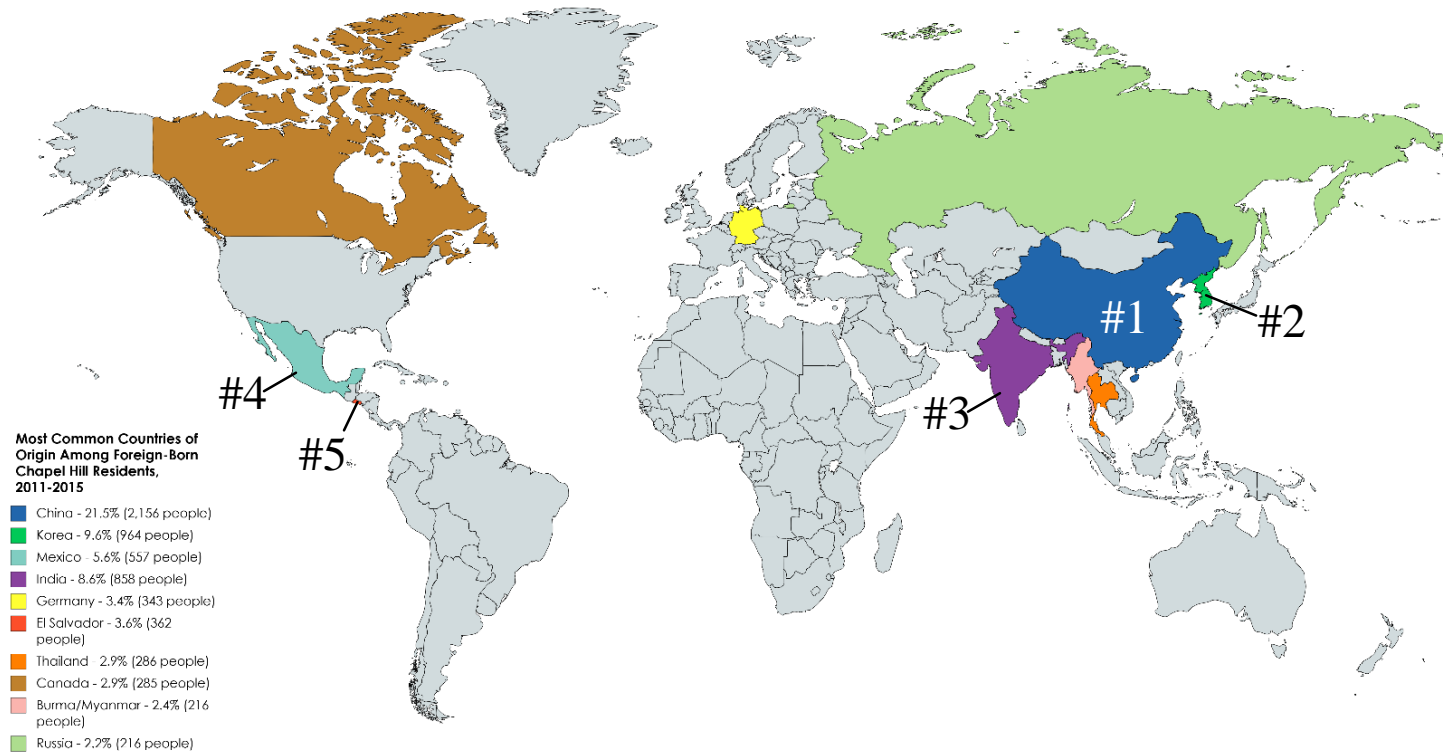 #1
#2
#3
#4
#5
Most Common Countries of
Origin Among Foreign-Born
Chapel Hill Residents,
2011-2015
China - 21.5% (2,156 people)
Korea - 9.6% (964 people)
Mexico - 5.6% (557 people)
India - 8.6% (858 people)
Germany - 3.4% (343 people)
El Salvador - 3.6% (362
people)
Thailand - 2.9% (286 people)
Canada - 2.9% (285 people)
Burma/Myanmar - 2.4% (216
people)
Russia - 2.2% (216 people)